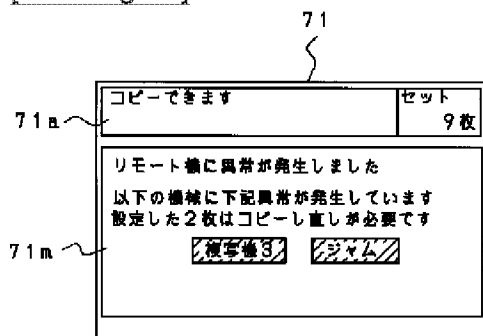 71
コピーできます
セット
9枚
71a
リモート機に異常が発生しました
以下の機械に下記異常が発生しています
設定した2枚はコピーし直しが必要です
71m
複写機3 ジャム